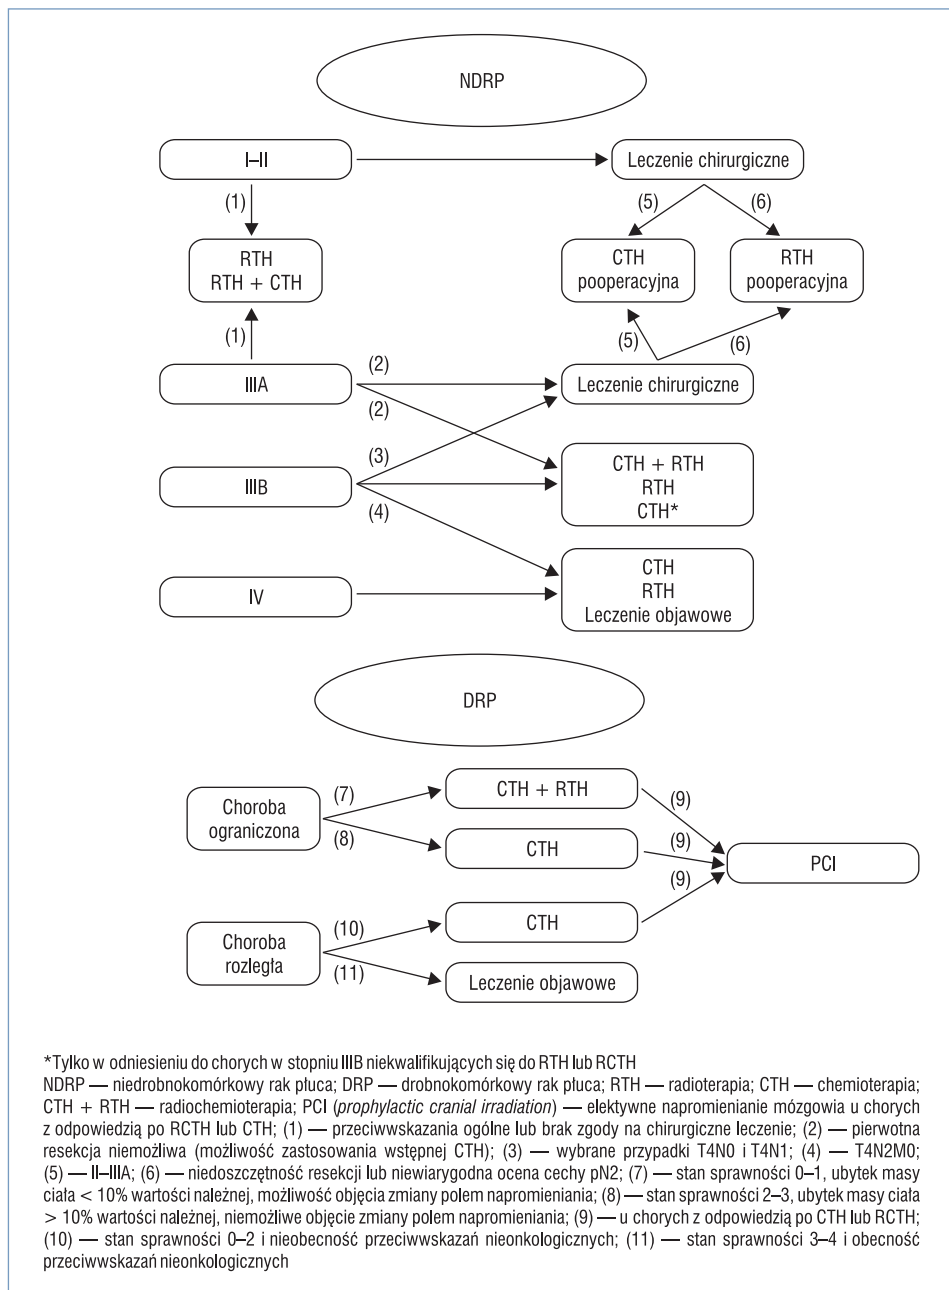 NDRP
I–II
Leczenie chirurgiczne
(1)
(5)
(6)
RTH
RTH + CTH
CTH
pooperacyjna
RTH
pooperacyjna
(1)
(5)
(6)
IIIA
(2)
(2)
Leczenie chirurgiczne
(3)
IIIB
(4)
CTH + RTH
RTH
CTH*
IV
CTH
RTH
Leczenie objawowe
DRP
Choroba
ograniczona
(7)
(8)
CTH + RTH
(9)
CTH
(9)
PCI
(9)
Choroba
rozległa
(10)
(11)
CTH
Leczenie objawowe
*Tylko w odniesieniu do chorych w stopniu IIIB niekwalifikujących się do RTH lub RCTH
NDRP — niedrobnokomórkowy rak płuca; DRP — drobnokomórkowy rak płuca; RTH — radioterapia; CTH — chemioterapia;
CTH + RTH — radiochemioterapia; PCI (prophylactic cranial irradiation) — elektywne napromienianie mózgowia u chorych
z odpowiedzią po RCTH lub CTH; (1) — przeciwwskazania ogólne lub brak zgody na chirurgiczne leczenie; (2) — pierwotna
resekcja niemożliwa (możliwość zastosowania wstępnej CTH); (3) — wybrane przypadki T4N0 i T4N1; (4) — T4N2M0;
(5) — II–IIIA; (6) — niedoszczętność resekcji lub niewiarygodna ocena cechy pN2; (7) — stan sprawności 0–1, ubytek masy
ciała < 10% wartości należnej, możliwość objęcia zmiany polem napromieniania; (8) — stan sprawności 2–3, ubytek masy ciała
> 10% wartości należnej, niemożliwe objęcie zmiany polem napromieniania; (9) — u chorych z odpowiedzią po CTH lub RCTH;
(10) — stan sprawności 0–2 i nieobecność przeciwwskazań nieonkologicznych; (11) — stan sprawności 3–4 i obecność
przeciwwskazań nieonkologicznych